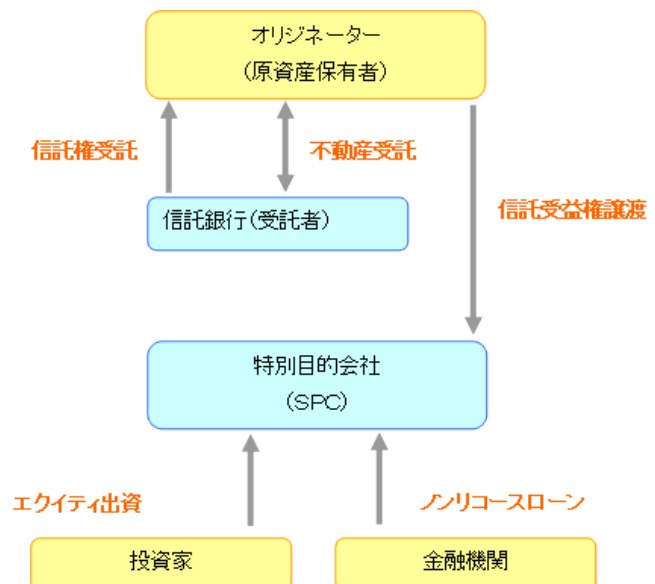 オリジネーター
（原資産保有者）
信託権受託
不動産受託
信託銀行（受託者）
信託受益権譲渡
特別目的会社
（SPC）
エクイティ出資
ノンリコースローン
投資家
金融機関